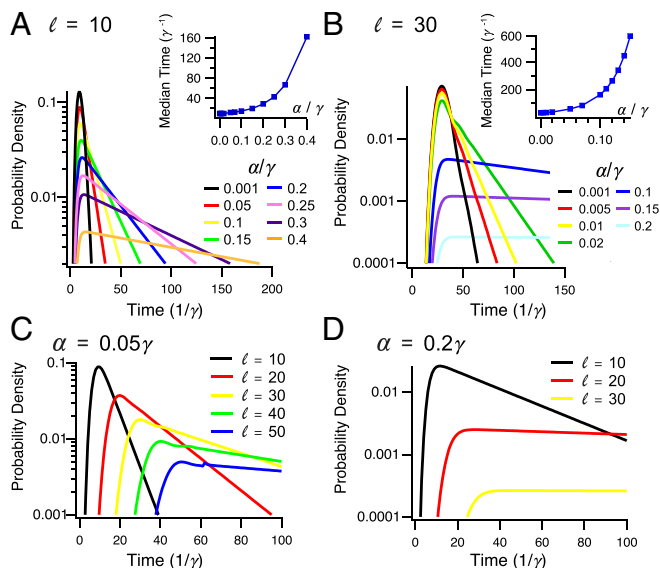 A
ℓ = 10
Median Time (γ⁻¹)
160
120
80
40
0.0
0.1
0.2
0.3
0.4
α / γ
Probability Density
0.1
0.01
α/γ
0.001
0.2
0.05
0.25
0.1
0.3
0.15
0.4
0
50
100
150
200
Time (1/γ)
B
ℓ = 30
Median Time (γ⁻¹)
600
400
200
0.00
0.10
α / γ
Probability Density
0.01
0.001
0.0001
α/γ
0.001
0.1
0.005
0.15
0.01
0.2
0.02
0
50
100
150
Time (1/γ)
C
α = 0.05γ
Probability Density
0.1
0.01
0.001
ℓ = 10
ℓ = 20
ℓ = 30
ℓ = 40
ℓ = 50
0
20
40
60
80
100
Time (1/γ)
D
α = 0.2γ
Probability Density
0.01
0.001
0.0001
ℓ = 10
ℓ = 20
ℓ = 30
0
20
40
60
80
100
Time (1/γ)